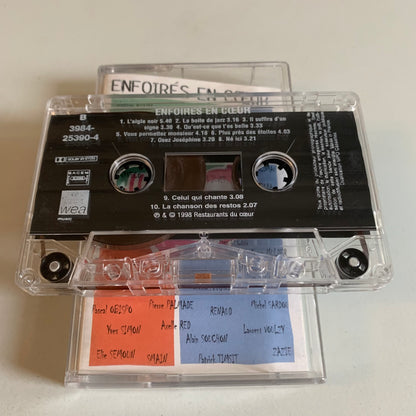 ENFOIRÉS EN CŒUR
B
3984-
25390-4
ENFOIRES EN CŒUR
1. L'aigle noir 5.40 2. La boite de jazz 3.16 3. Il suffira d'un
signe 3.30 4. Qu'est-ce que t'es belle 3.33
5. Vous permettez monsieur 4.18 6. Plus près des étoiles 4.03
7. Osez Joséphine 3.28 8. Né ici 3.21
SACEM
wea
9. Celui qui chante 3.08
10. La chanson des restos 2.07
℗ & © 1998 Restaurants du cœur
Pascal OBISPO
Pierre PALMADE
RENAUD
Michel SARDOU
Yves SIMON
Axelle RED
Alain SOUCHON
Laurent VOULZY
Elie SEMOUN
SMAIN
Patrick TIMSIT
ZAZIE